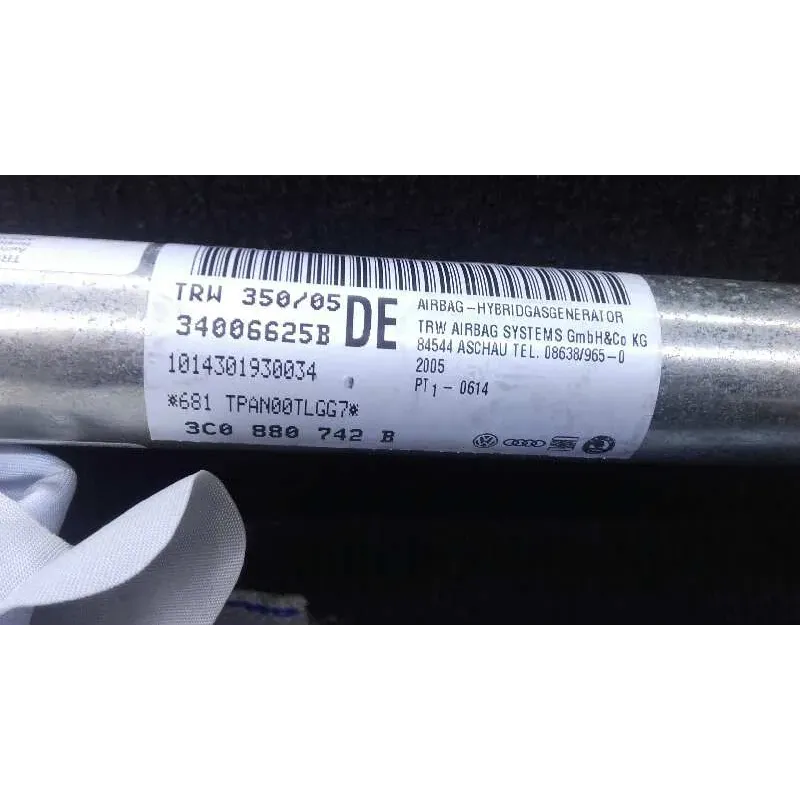 TRW 350/05
34006625B
DE
1014301930034
*681 TPAN00TLGG7*
3C0 880 742 B
AIRBAG-HYBRIDGASGENERATOR
TRW AIRBAG SYSTEMS GmbH&Co KG
84544 ASCHAU TEL. 08638/965-0
2005
PT1 - 0614